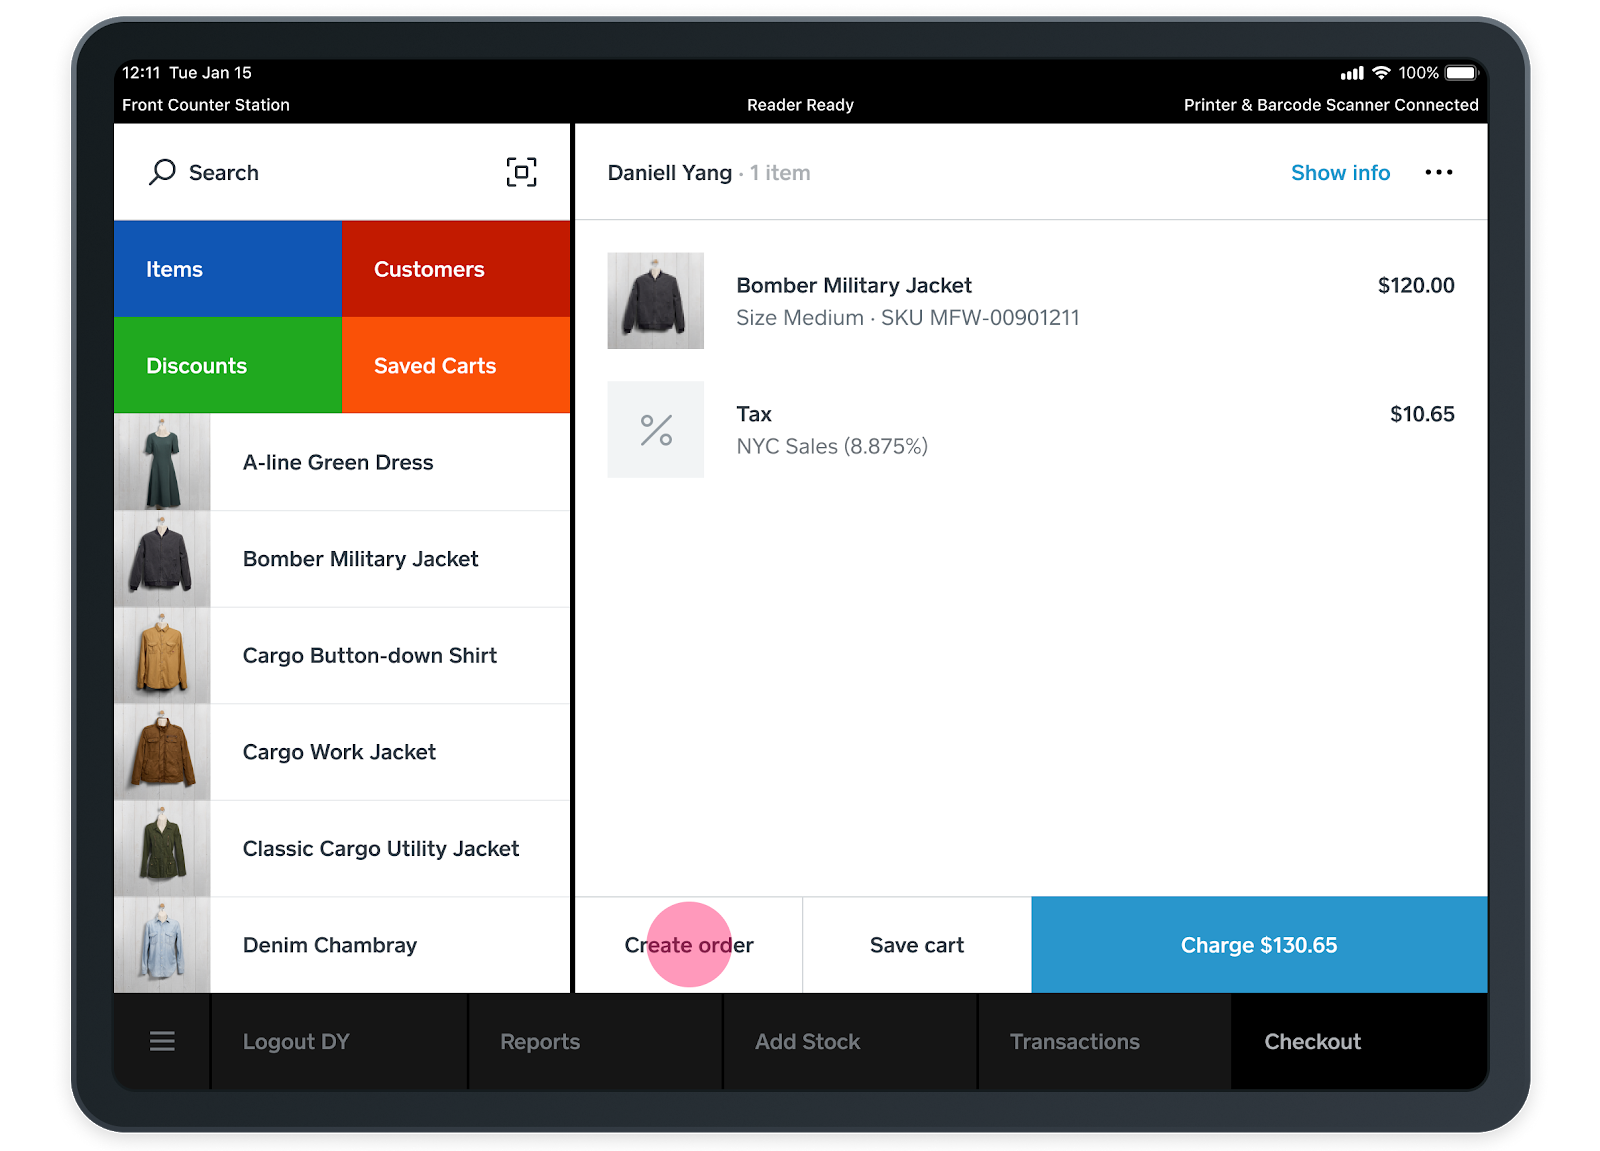 12:11 Tue Jan 15
100%
Front Counter Station
Reader Ready
Printer & Barcode Scanner Connected
Search
Items
Customers
Discounts
Saved Carts
A-line Green Dress
Bomber Military Jacket
Cargo Button-down Shirt
Cargo Work Jacket
Classic Cargo Utility Jacket
Denim Chambray
Daniell Yang · 1 item
Show info
Bomber Military Jacket
$120.00
Size Medium · SKU MFW-00901211
%
Tax
$10.65
NYC Sales (8.875%)
Create order
Save cart
Charge $130.65
Logout DY
Reports
Add Stock
Transactions
Checkout